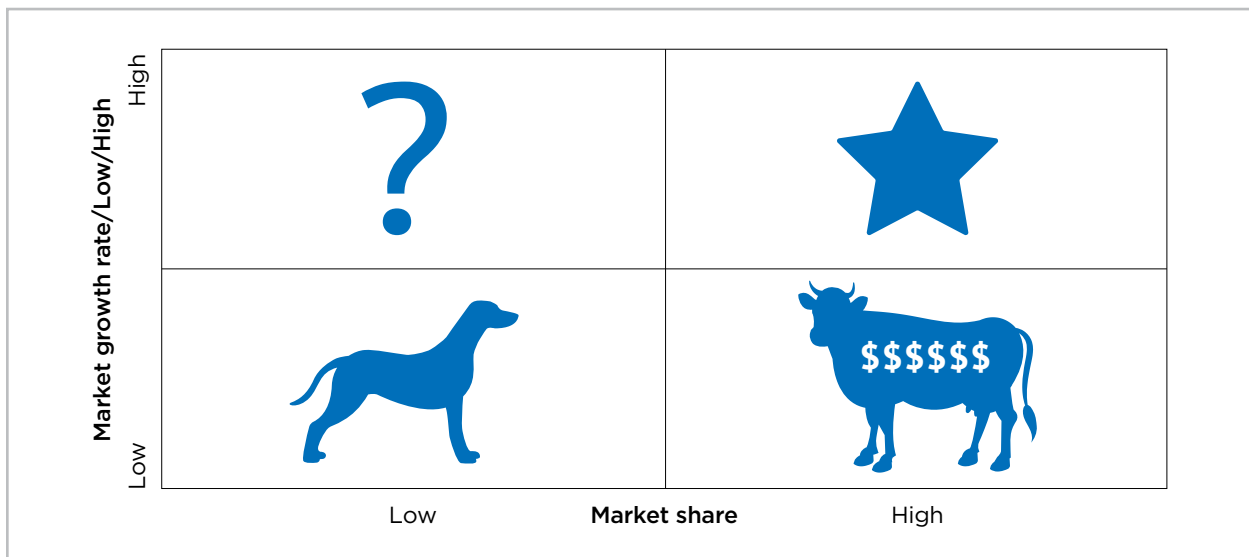 High
Market growth rate/Low/High
Low
?
$$$$$$
Low Market share High